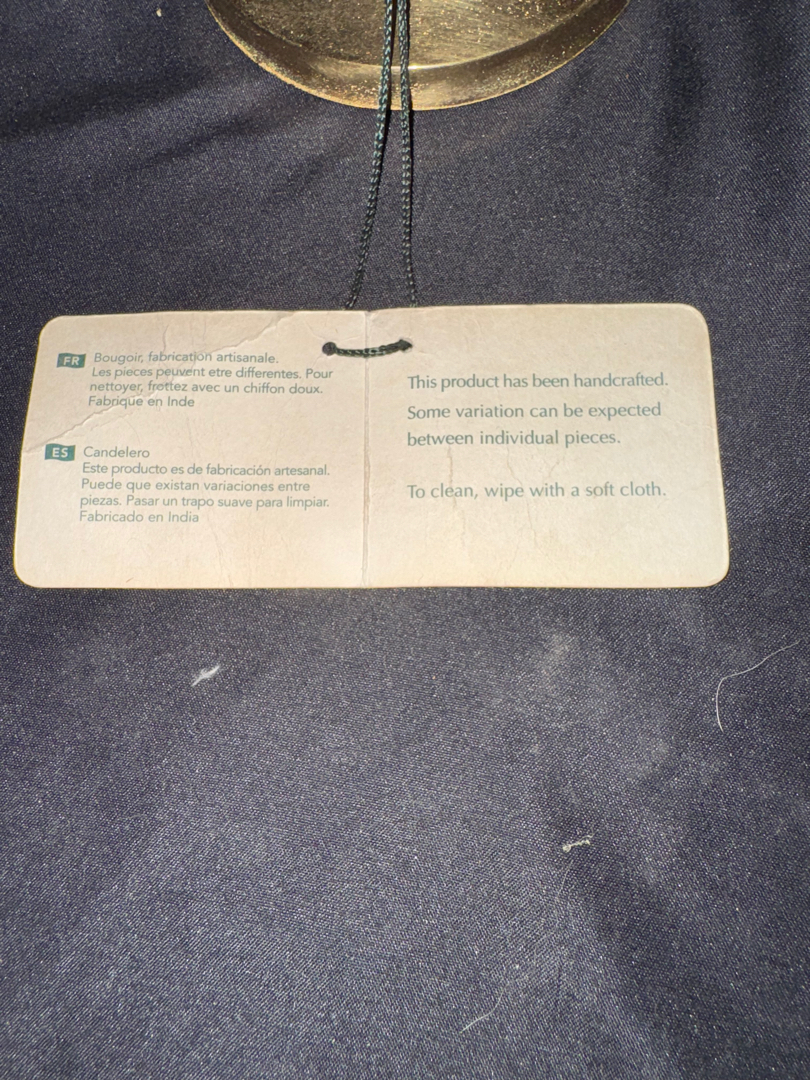 FR Bougoir, fabrication artisanale.
Les pieces peuvent etre differentes. Pour
nettoyer, frottez avec un chiffon doux.
Fabrique en Inde
ES Candelero
Este producto es de fabricación artesanal.
Puede que existan variaciones entre
piezas. Pasar un trapo suave para limpiar.
Fabricado en India
This product has been handcrafted.
Some variation can be expected
between individual pieces.
To clean, wipe with a soft cloth.